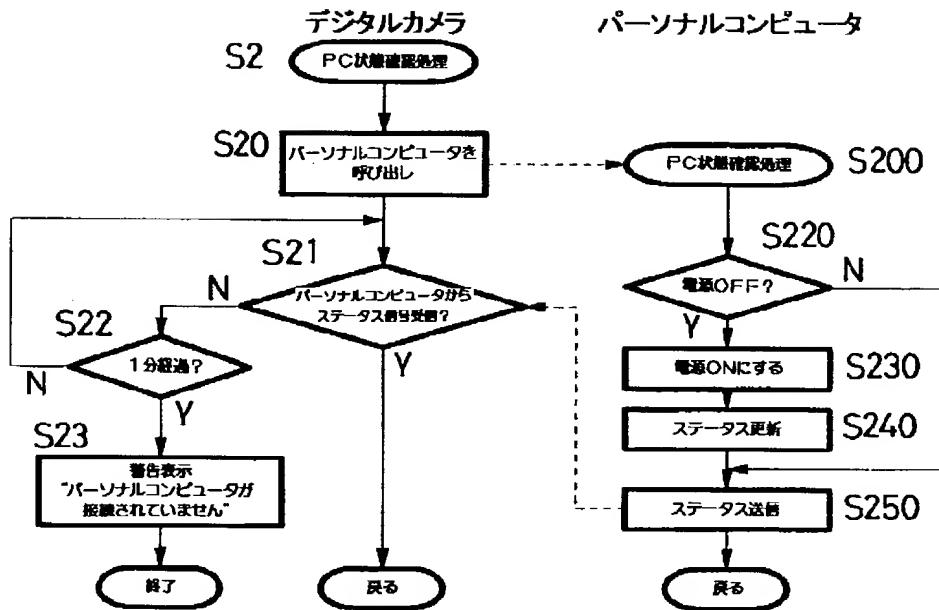 デジタルカメラ
パーソナルコンピュータ
S2
PC状態確認処理
S20
パーソナルコンピュータを
呼び出し
PC状態確認処理
S200
S21
パーソナルコンピュータから
ステータス信号受信?
N
Y
S220
電源OFF?
N
Y
S22
1分経過?
N
Y
電源ONにする
S230
ステータス更新
S240
S23
警告表示
"パーソナルコンピュータが
接続されていません"
ステータス送信
S250
終了
戻る
戻る